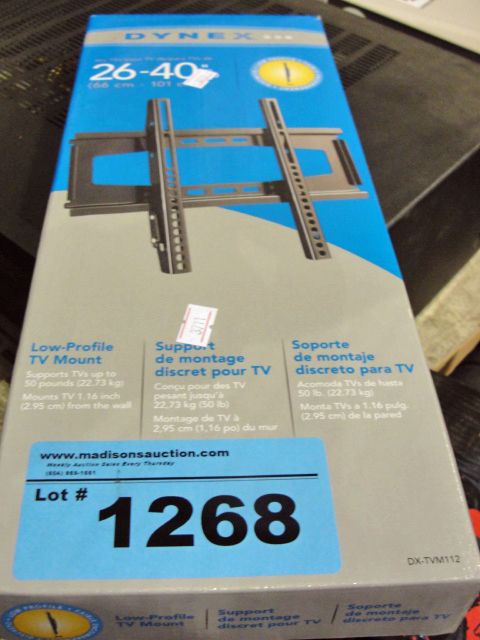 DYNEX
26-40"
(66 cm - 101
3211
Low-Profile
TV Mount
Supports TVs up to
50 pounds (22.73 kg)
Mounts TV 1.16 inch
(2.95 cm) from the wall
Support
de montage
discret pour TV
Conçu pour des TV
pesant jusqu'à
22,73 kg (50 lb)
Montage de TV à
2,95 cm (1,16 po) du mur
Soporte
de montaje
discreto para TV
Acomoda TVs de hasta
50 lb. (22.73 kg)
Monta TVs a 1.16 pulg.
(2.95 cm) de la pared
www.madisonsauction.com
Weekly Auction Sales Every Thursday
Lot # 1268
DX-TVM112
Low-Profile
TV Mount
Support
de montage
discret pour TV
Soporte
de montaje
discreto para TV